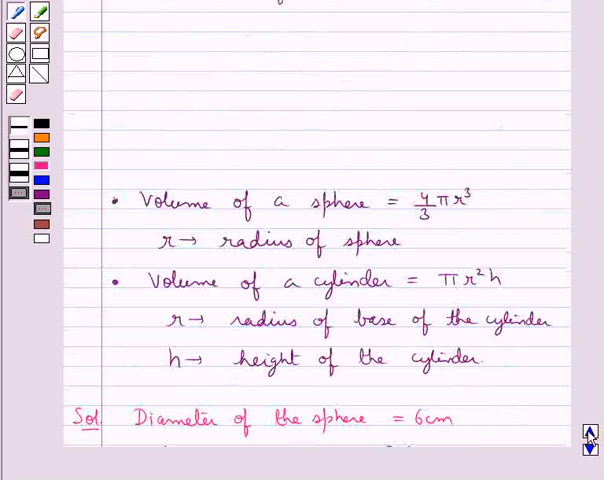 • Volume of a sphere = 4/3 πr³
r → radius of sphere
• Volume of a cylinder = πr²h
r → radius of base of the cylinder
h → height of the cylinder.
Sol. Diameter of the sphere = 6cm